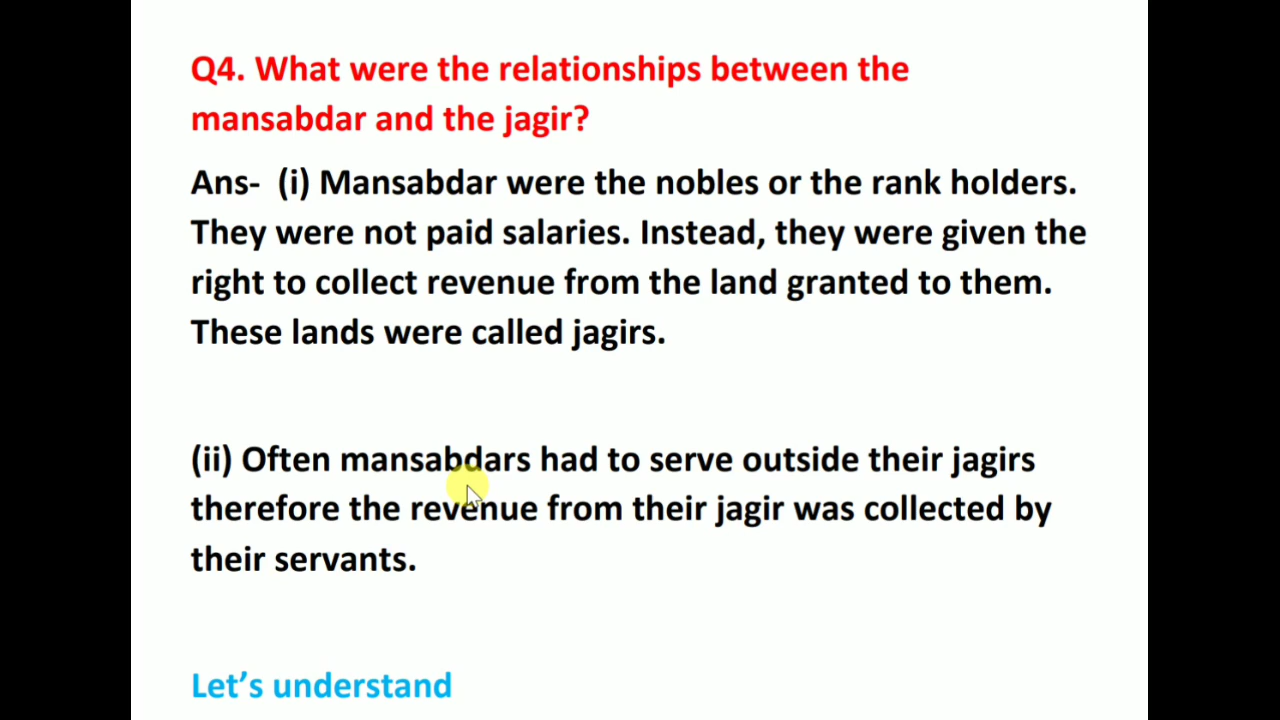 Q4. What were the relationships between the
mansabdar and the jagir?
Ans-  (i) Mansabdar were the nobles or the rank holders.
They were not paid salaries. Instead, they were given the
right to collect revenue from the land granted to them.
These lands were called jagirs.
(ii) Often mansabdars had to serve outside their jagirs
therefore the revenue from their jagir was collected by
their servants.
Let’s understand